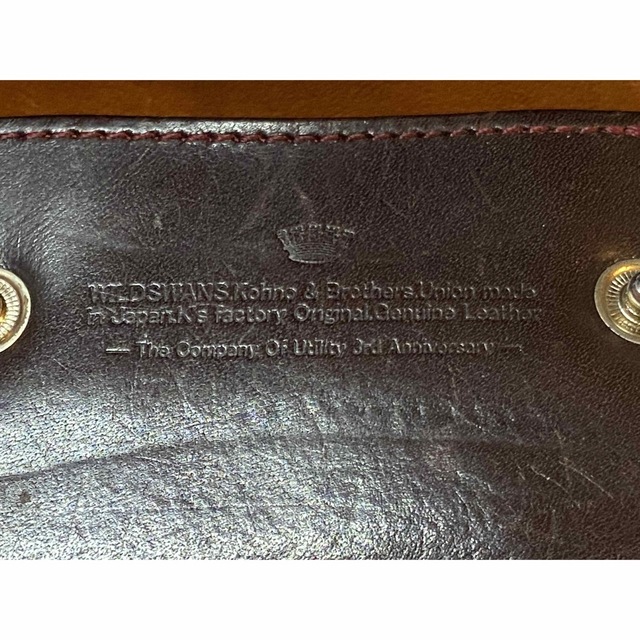 WILDSWANS.Kohno & Brothers.Union made
in Japan.K's factory Original.Genuine Leather
— The Company Of Utility 3rd Anniversary —